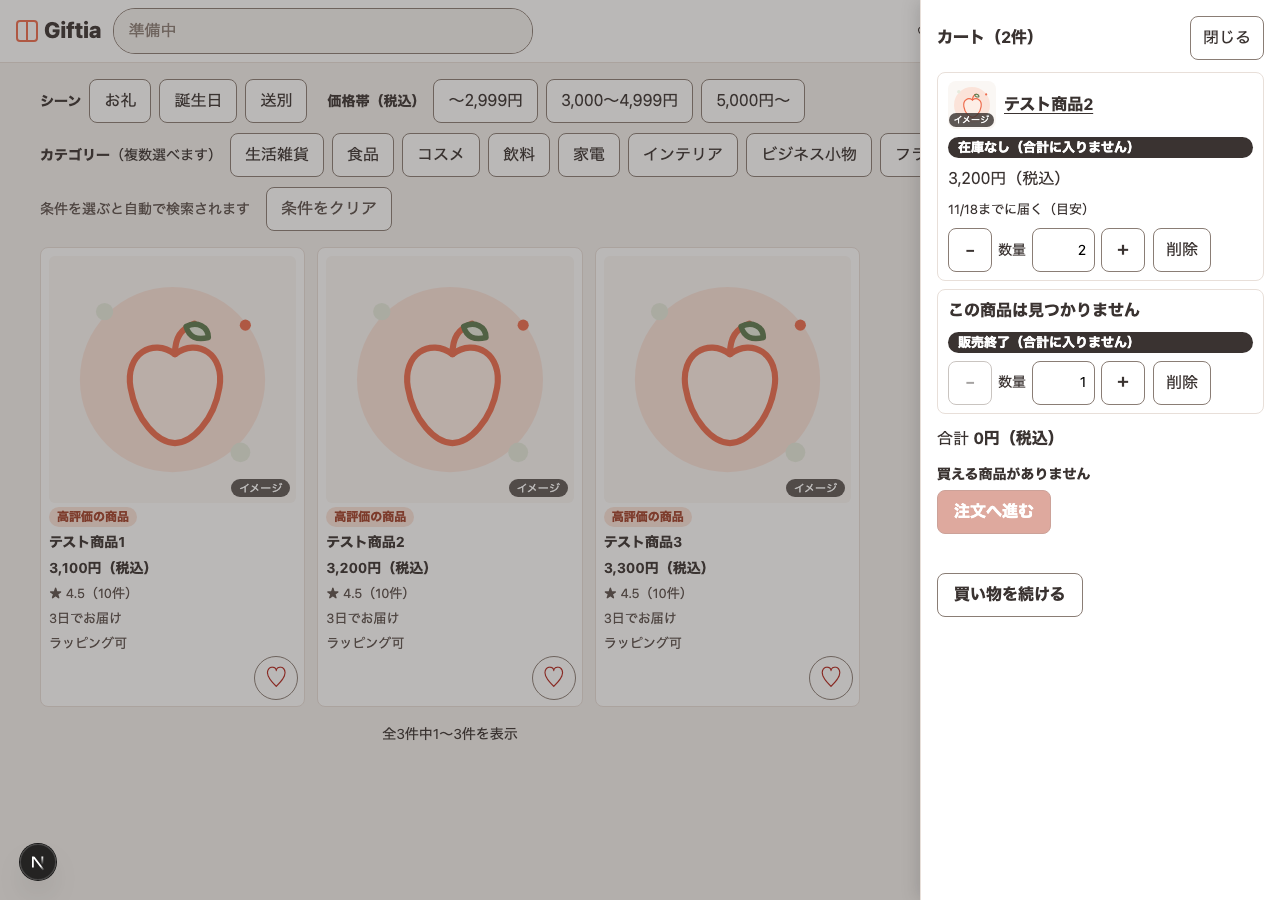 Giftia
準備中
シーン お礼 誕生日 送別 価格帯（税込） 〜2,999円 3,000〜4,999円 5,000円〜
カテゴリー（複数選べます） 生活雑貨 食品 コスメ 飲料 家電 インテリア ビジネス小物
条件を選ぶと自動で検索されます 条件をクリア
イメージ
高評価の商品
テスト商品1
3,100円（税込）
★ 4.5（10件）
3日でお届け
ラッピング可
♡
イメージ
高評価の商品
テスト商品2
3,200円（税込）
★ 4.5（10件）
3日でお届け
ラッピング可
♡
イメージ
高評価の商品
テスト商品3
3,300円（税込）
★ 4.5（10件）
3日でお届け
ラッピング可
♡
全3件中1〜3件を表示
N
カート（2件） 閉じる
イメージ
テスト商品2
在庫なし（合計に入りません）
3,200円（税込）
11/18までに届く（目安）
- 数量 2 + 削除
この商品は見つかりません
販売終了（合計に入りません）
- 数量 1 + 削除
合計 0円（税込）
買える商品がありません
注文へ進む
買い物を続ける